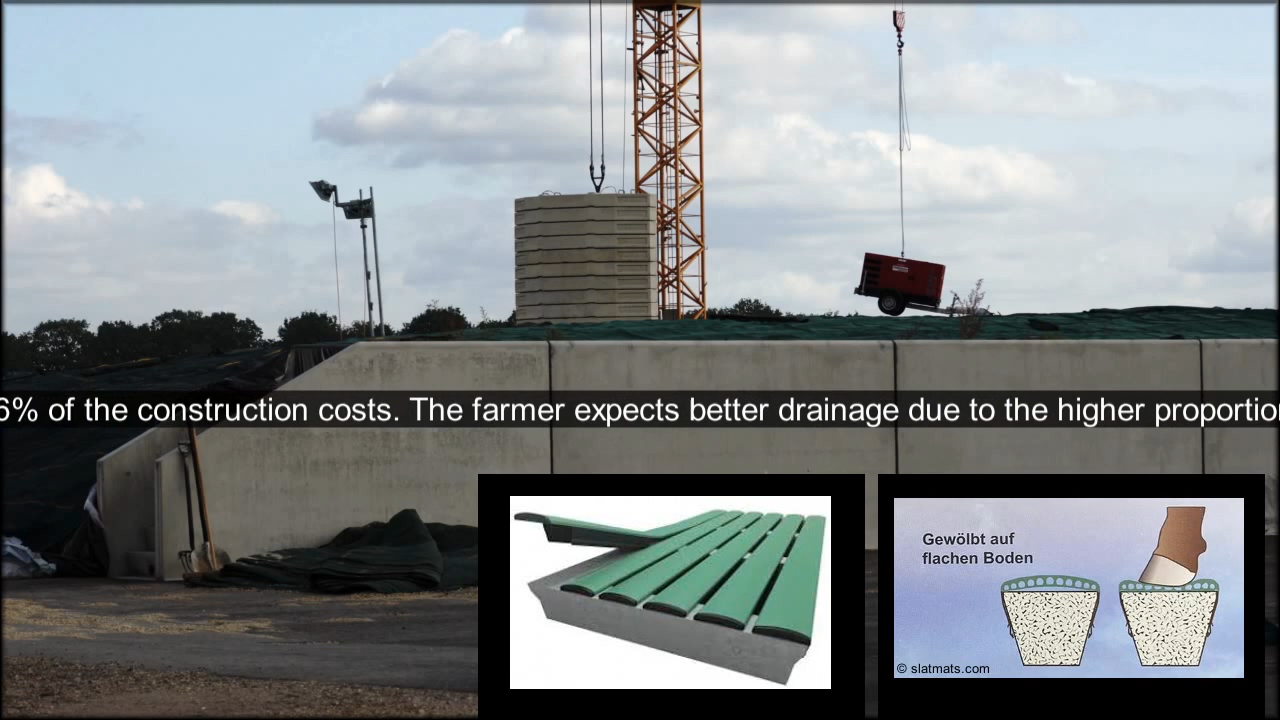 6% of the construction costs. The farmer expects better drainage due to the higher proportio
Gewölbt auf
flachen Boden
© slatmats.com